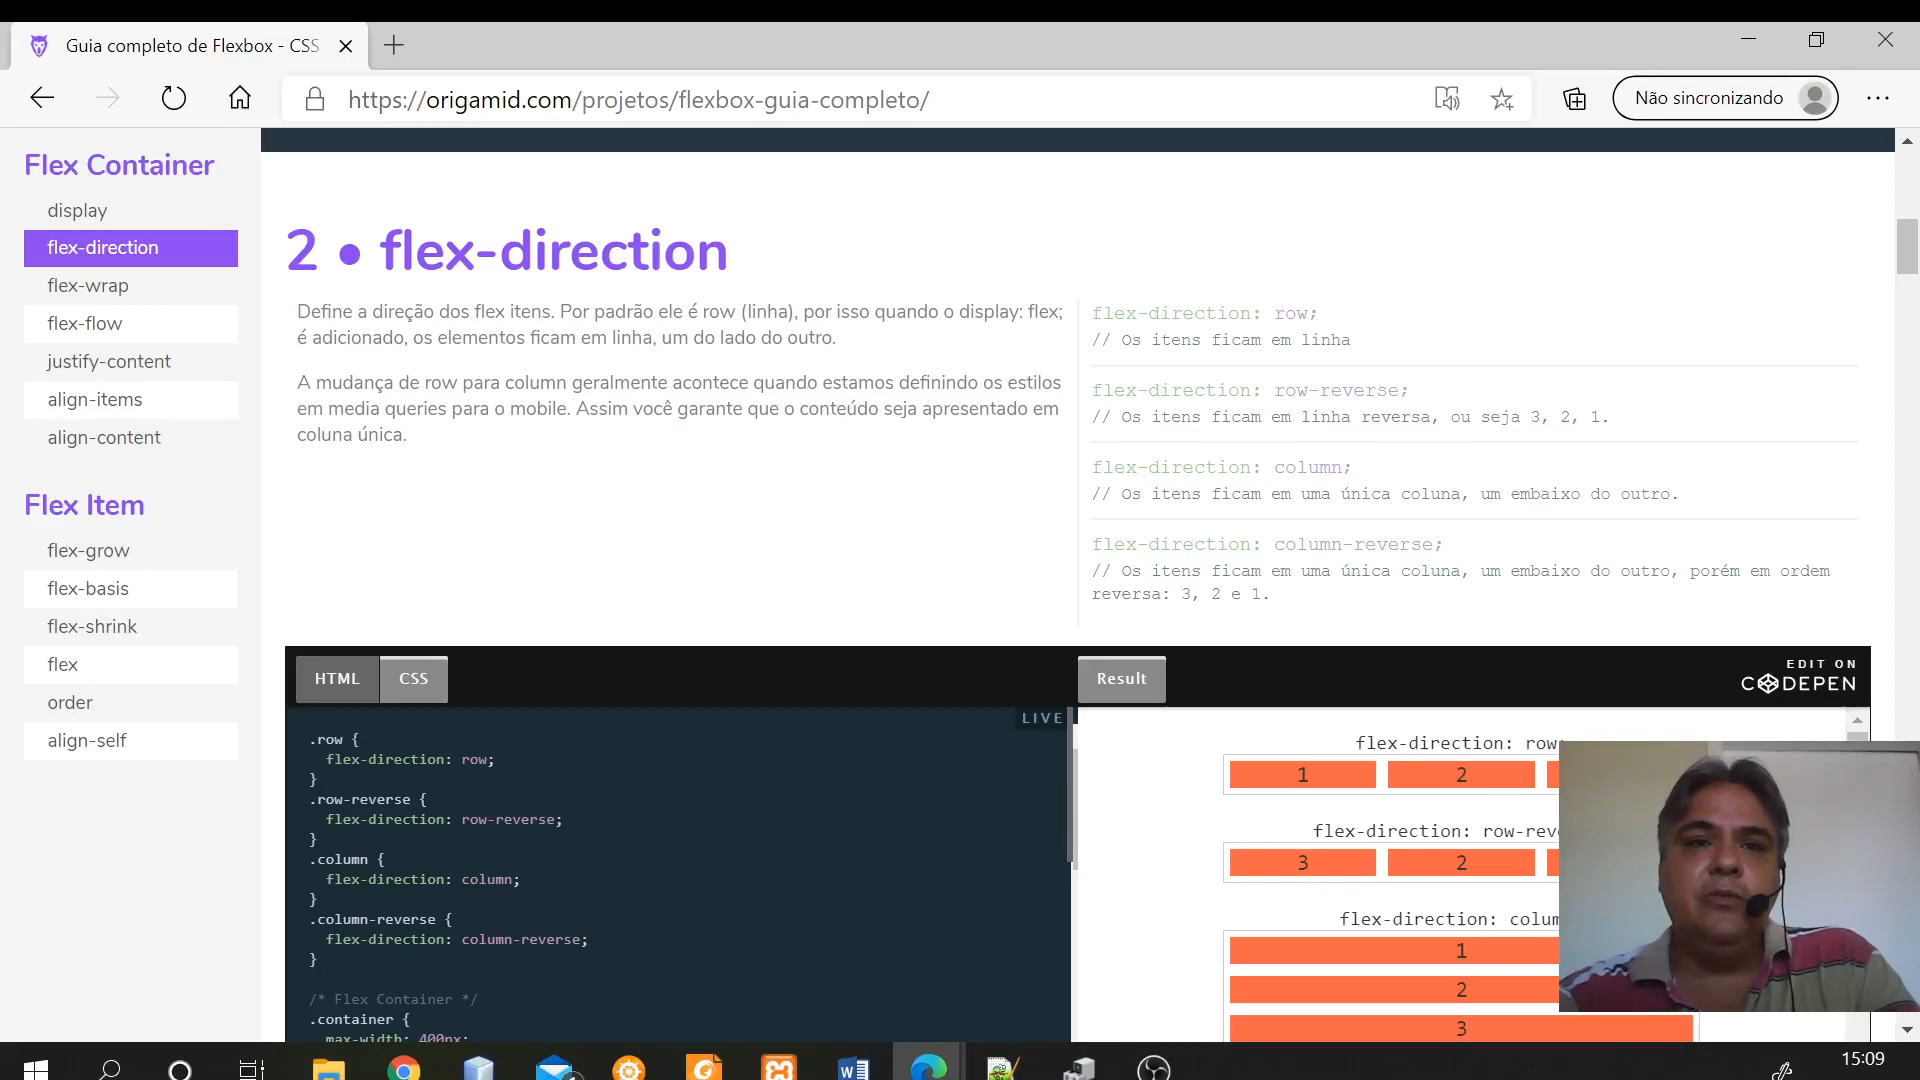 Guia completo de Flexbox - CSS
https://origamid.com/projetos/flexbox-guia-completo/
Não sincronizando
Flex Container
display
flex-direction
flex-wrap
flex-flow
justify-content
align-items
align-content
Flex Item
flex-grow
flex-basis
flex-shrink
flex
order
align-self
2 • flex-direction
Define a direção dos flex itens. Por padrão ele é row (linha), por isso quando o display: flex;
é adicionado, os elementos ficam em linha, um do lado do outro.
A mudança de row para column geralmente acontece quando estamos definindo os estilos
em media queries para o mobile. Assim você garante que o conteúdo seja apresentado em
coluna única.
flex-direction: row;
// Os itens ficam em linha
flex-direction: row-reverse;
// Os itens ficam em linha reversa, ou seja 3, 2, 1.
flex-direction: column;
// Os itens ficam em uma única coluna, um embaixo do outro.
flex-direction: column-reverse;
// Os itens ficam em uma única coluna, um embaixo do outro, porém em ordem
reversa: 3, 2 e 1.
HTML
CSS
Result
EDIT ON
CODEPEN
LIVE
.row {
flex-direction: row;
}
.row-reverse {
flex-direction: row-reverse;
}
.column {
flex-direction: column;
}
.column-reverse {
flex-direction: column-reverse;
}
/* Flex Container */
.container {
max-width: 400px;
flex-direction: row;
1
2
flex-direction: row-reve
3
2
flex-direction: colum
1
2
3
15:09